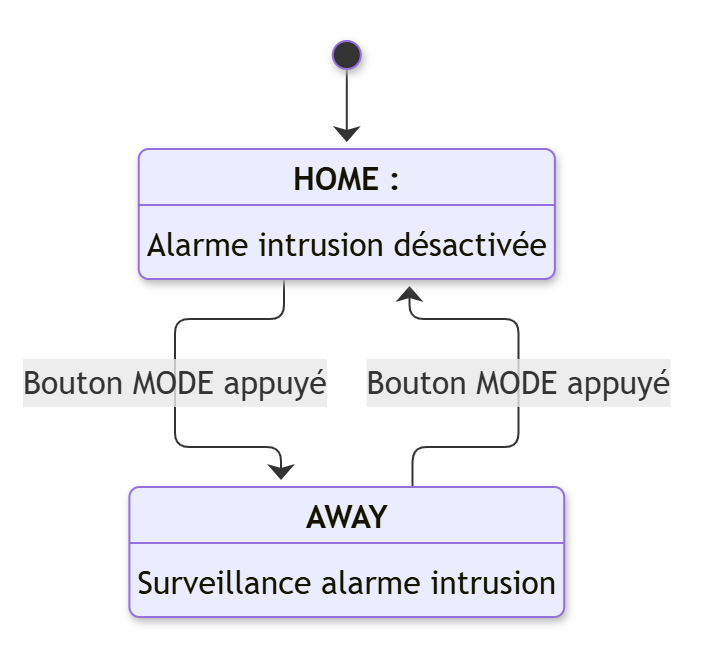 HOME :
Alarme intrusion désactivée
Bouton MODE appuyé
Bouton MODE appuyé
AWAY
Surveillance alarme intrusion